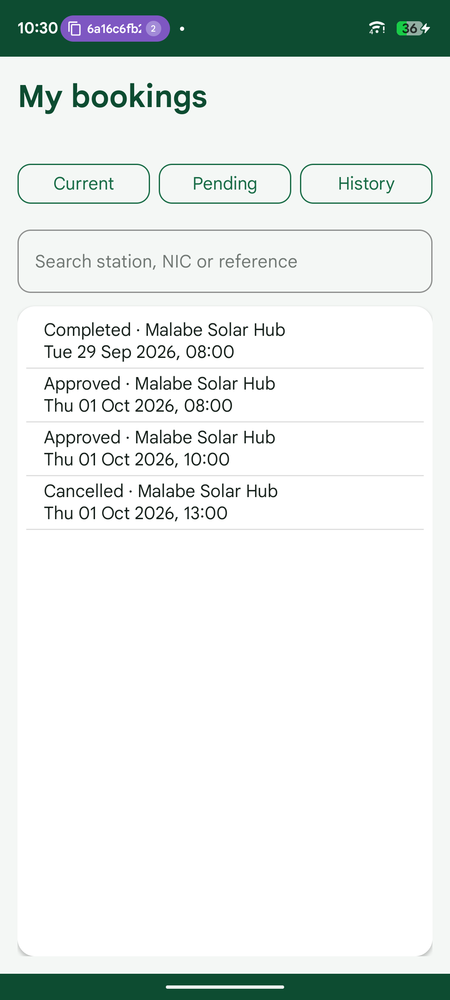 10:30 6a16c6fb 2
4 36
My bookings
Current Pending History
Search station, NIC or reference
Completed · Malabe Solar Hub
Tue 29 Sep 2026, 08:00
Approved · Malabe Solar Hub
Thu 01 Oct 2026, 08:00
Approved · Malabe Solar Hub
Thu 01 Oct 2026, 10:00
Cancelled · Malabe Solar Hub
Thu 01 Oct 2026, 13:00